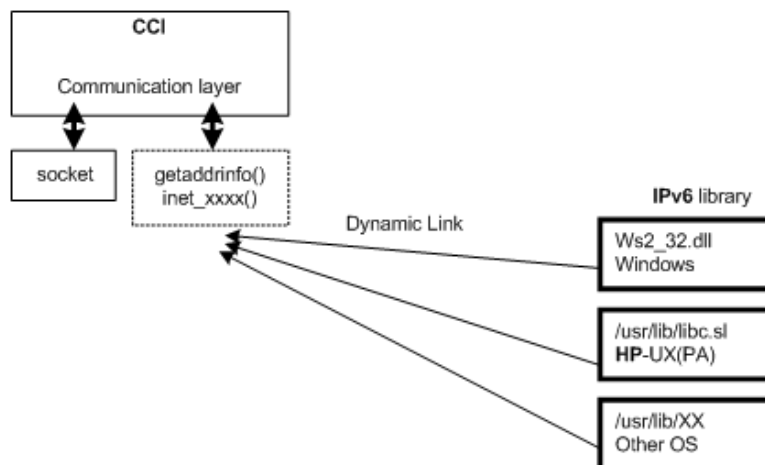 CCI
Communication layer
socket
getaddrinfo()
inet_xxxx()
IPv6 library
Dynamic Link
Ws2_32.dll
Windows
/usr/lib/libc.sl
HP-UX(PA)
/usr/lib/XX
Other OS